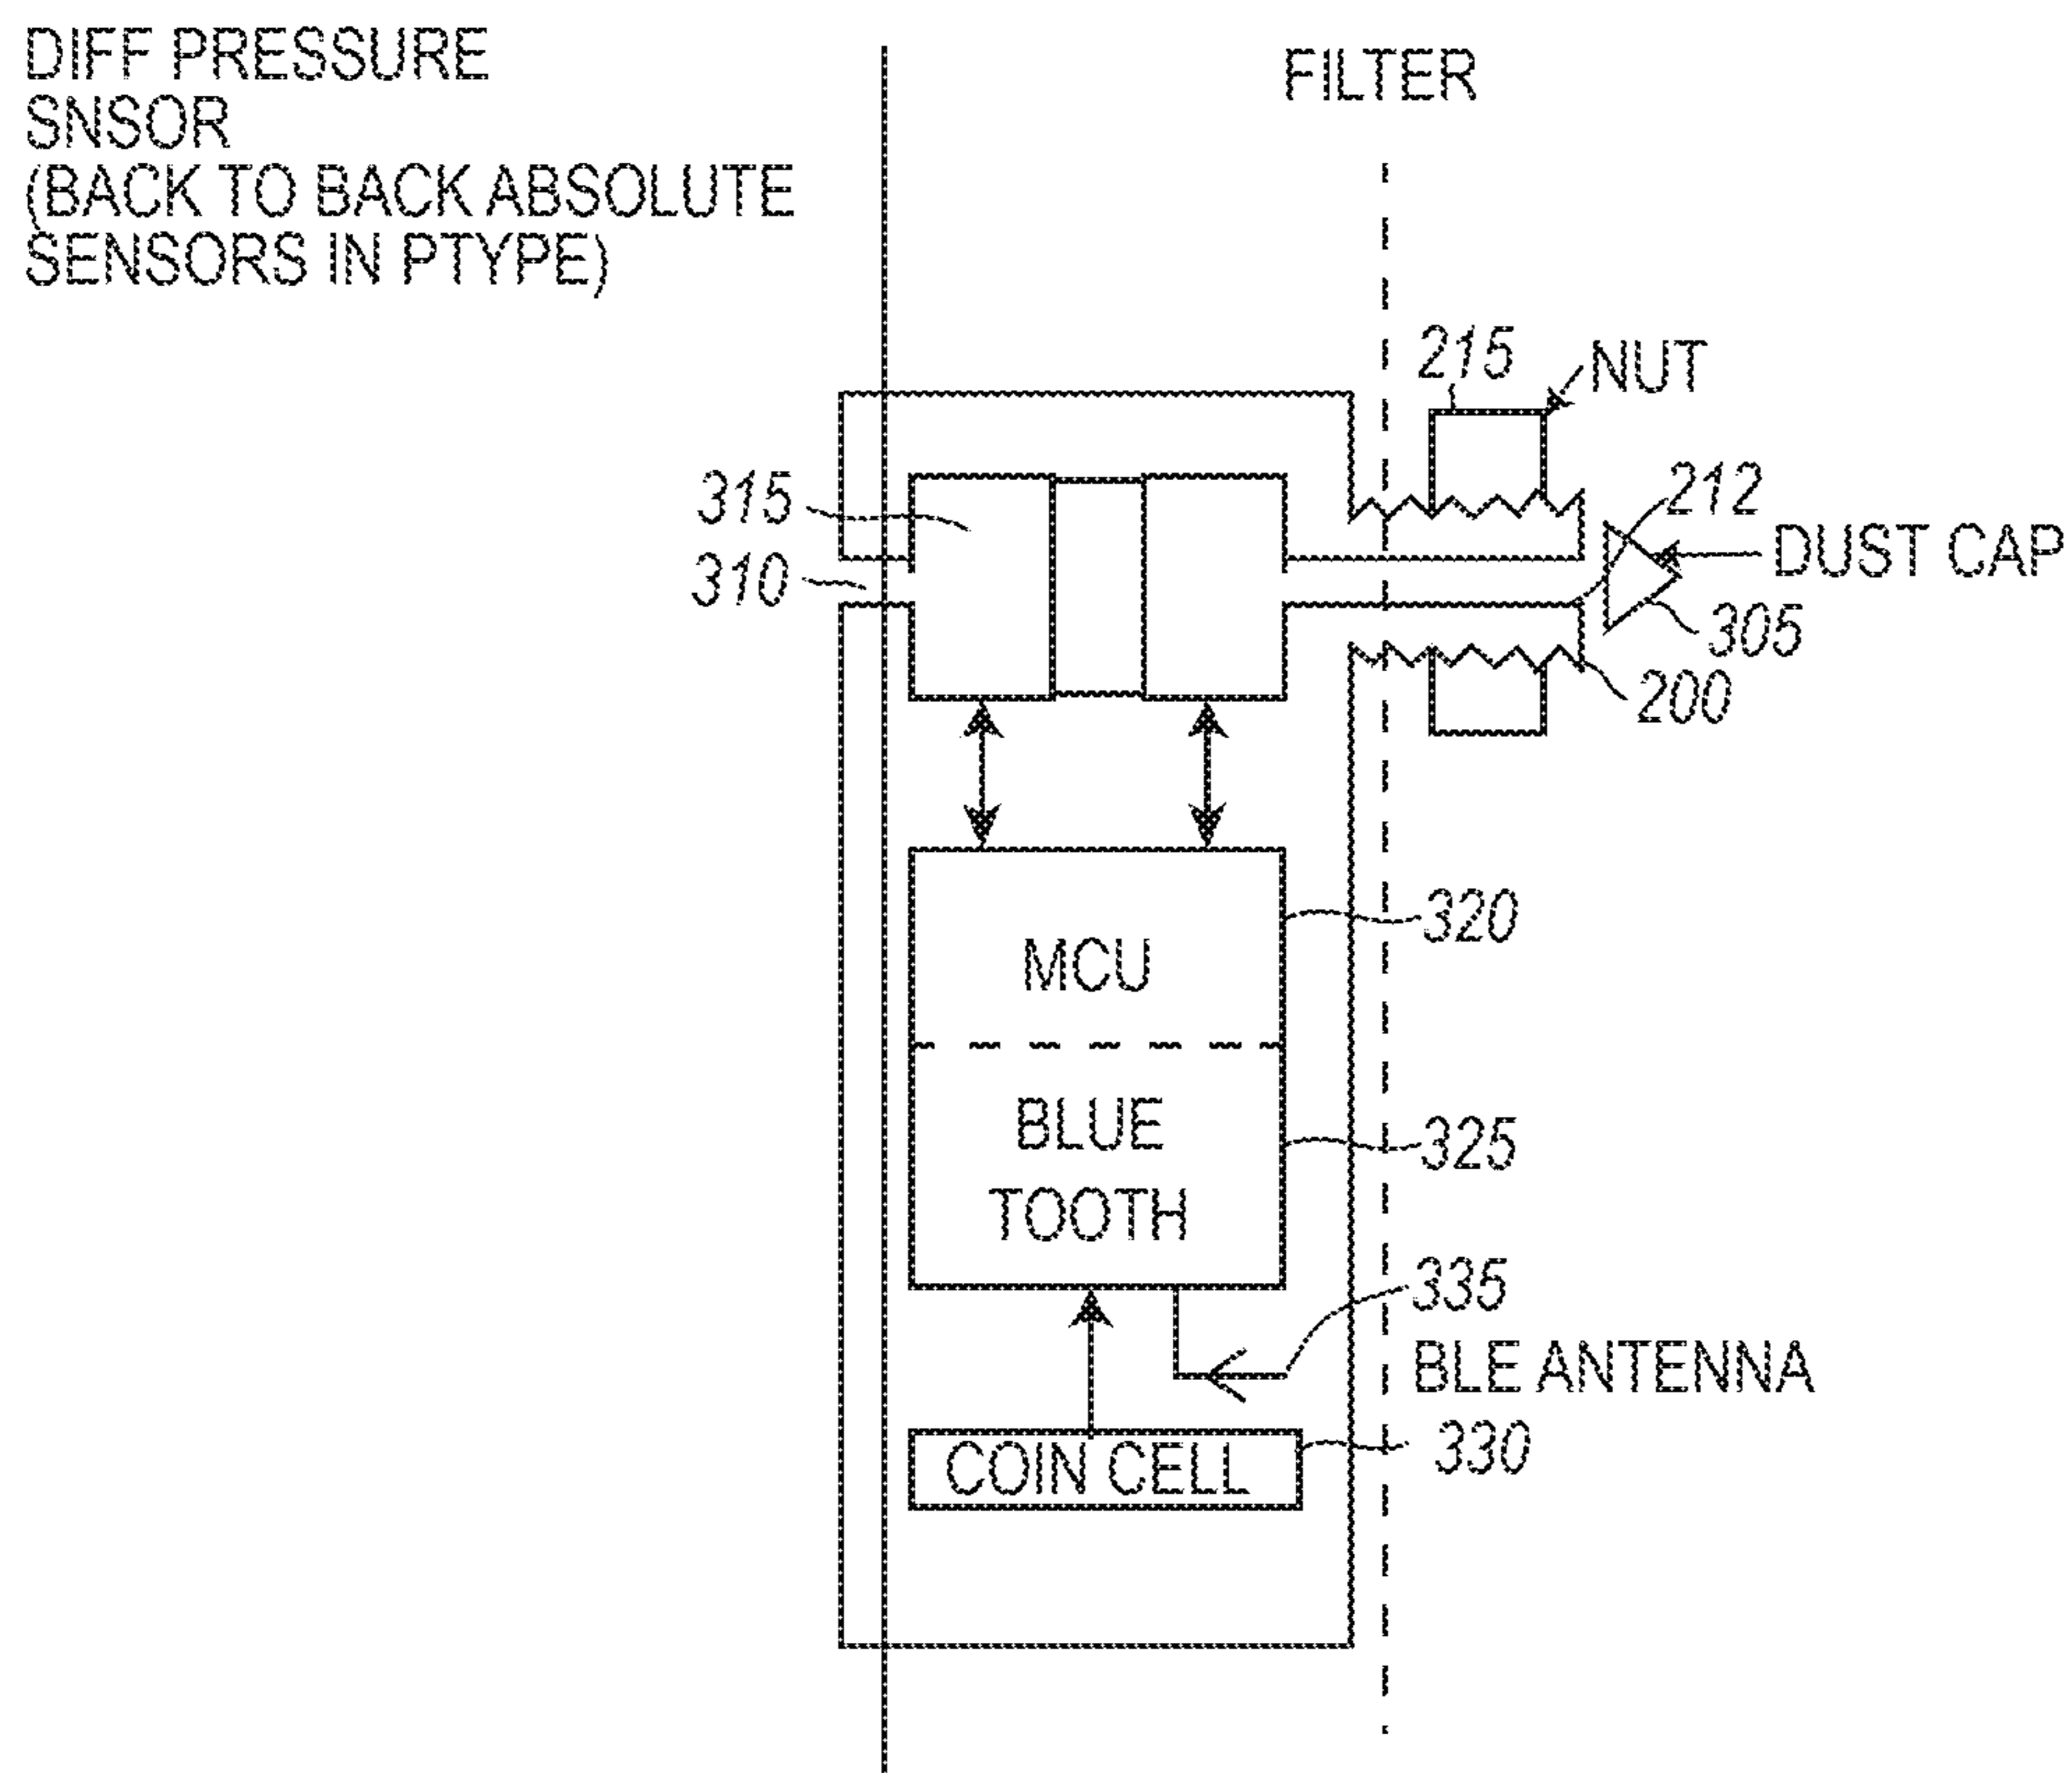 DIFF PRESSURE
SNSOR
(BACK TO BACK ABSOLUTE
SENSORS IN PTYPE)
FILTER
215
NUT
315
212
310
DUST CAP
305
200
320
MCU
325
BLUE
TOOTH
335
BLE ANTENNA
330
COIN CELL